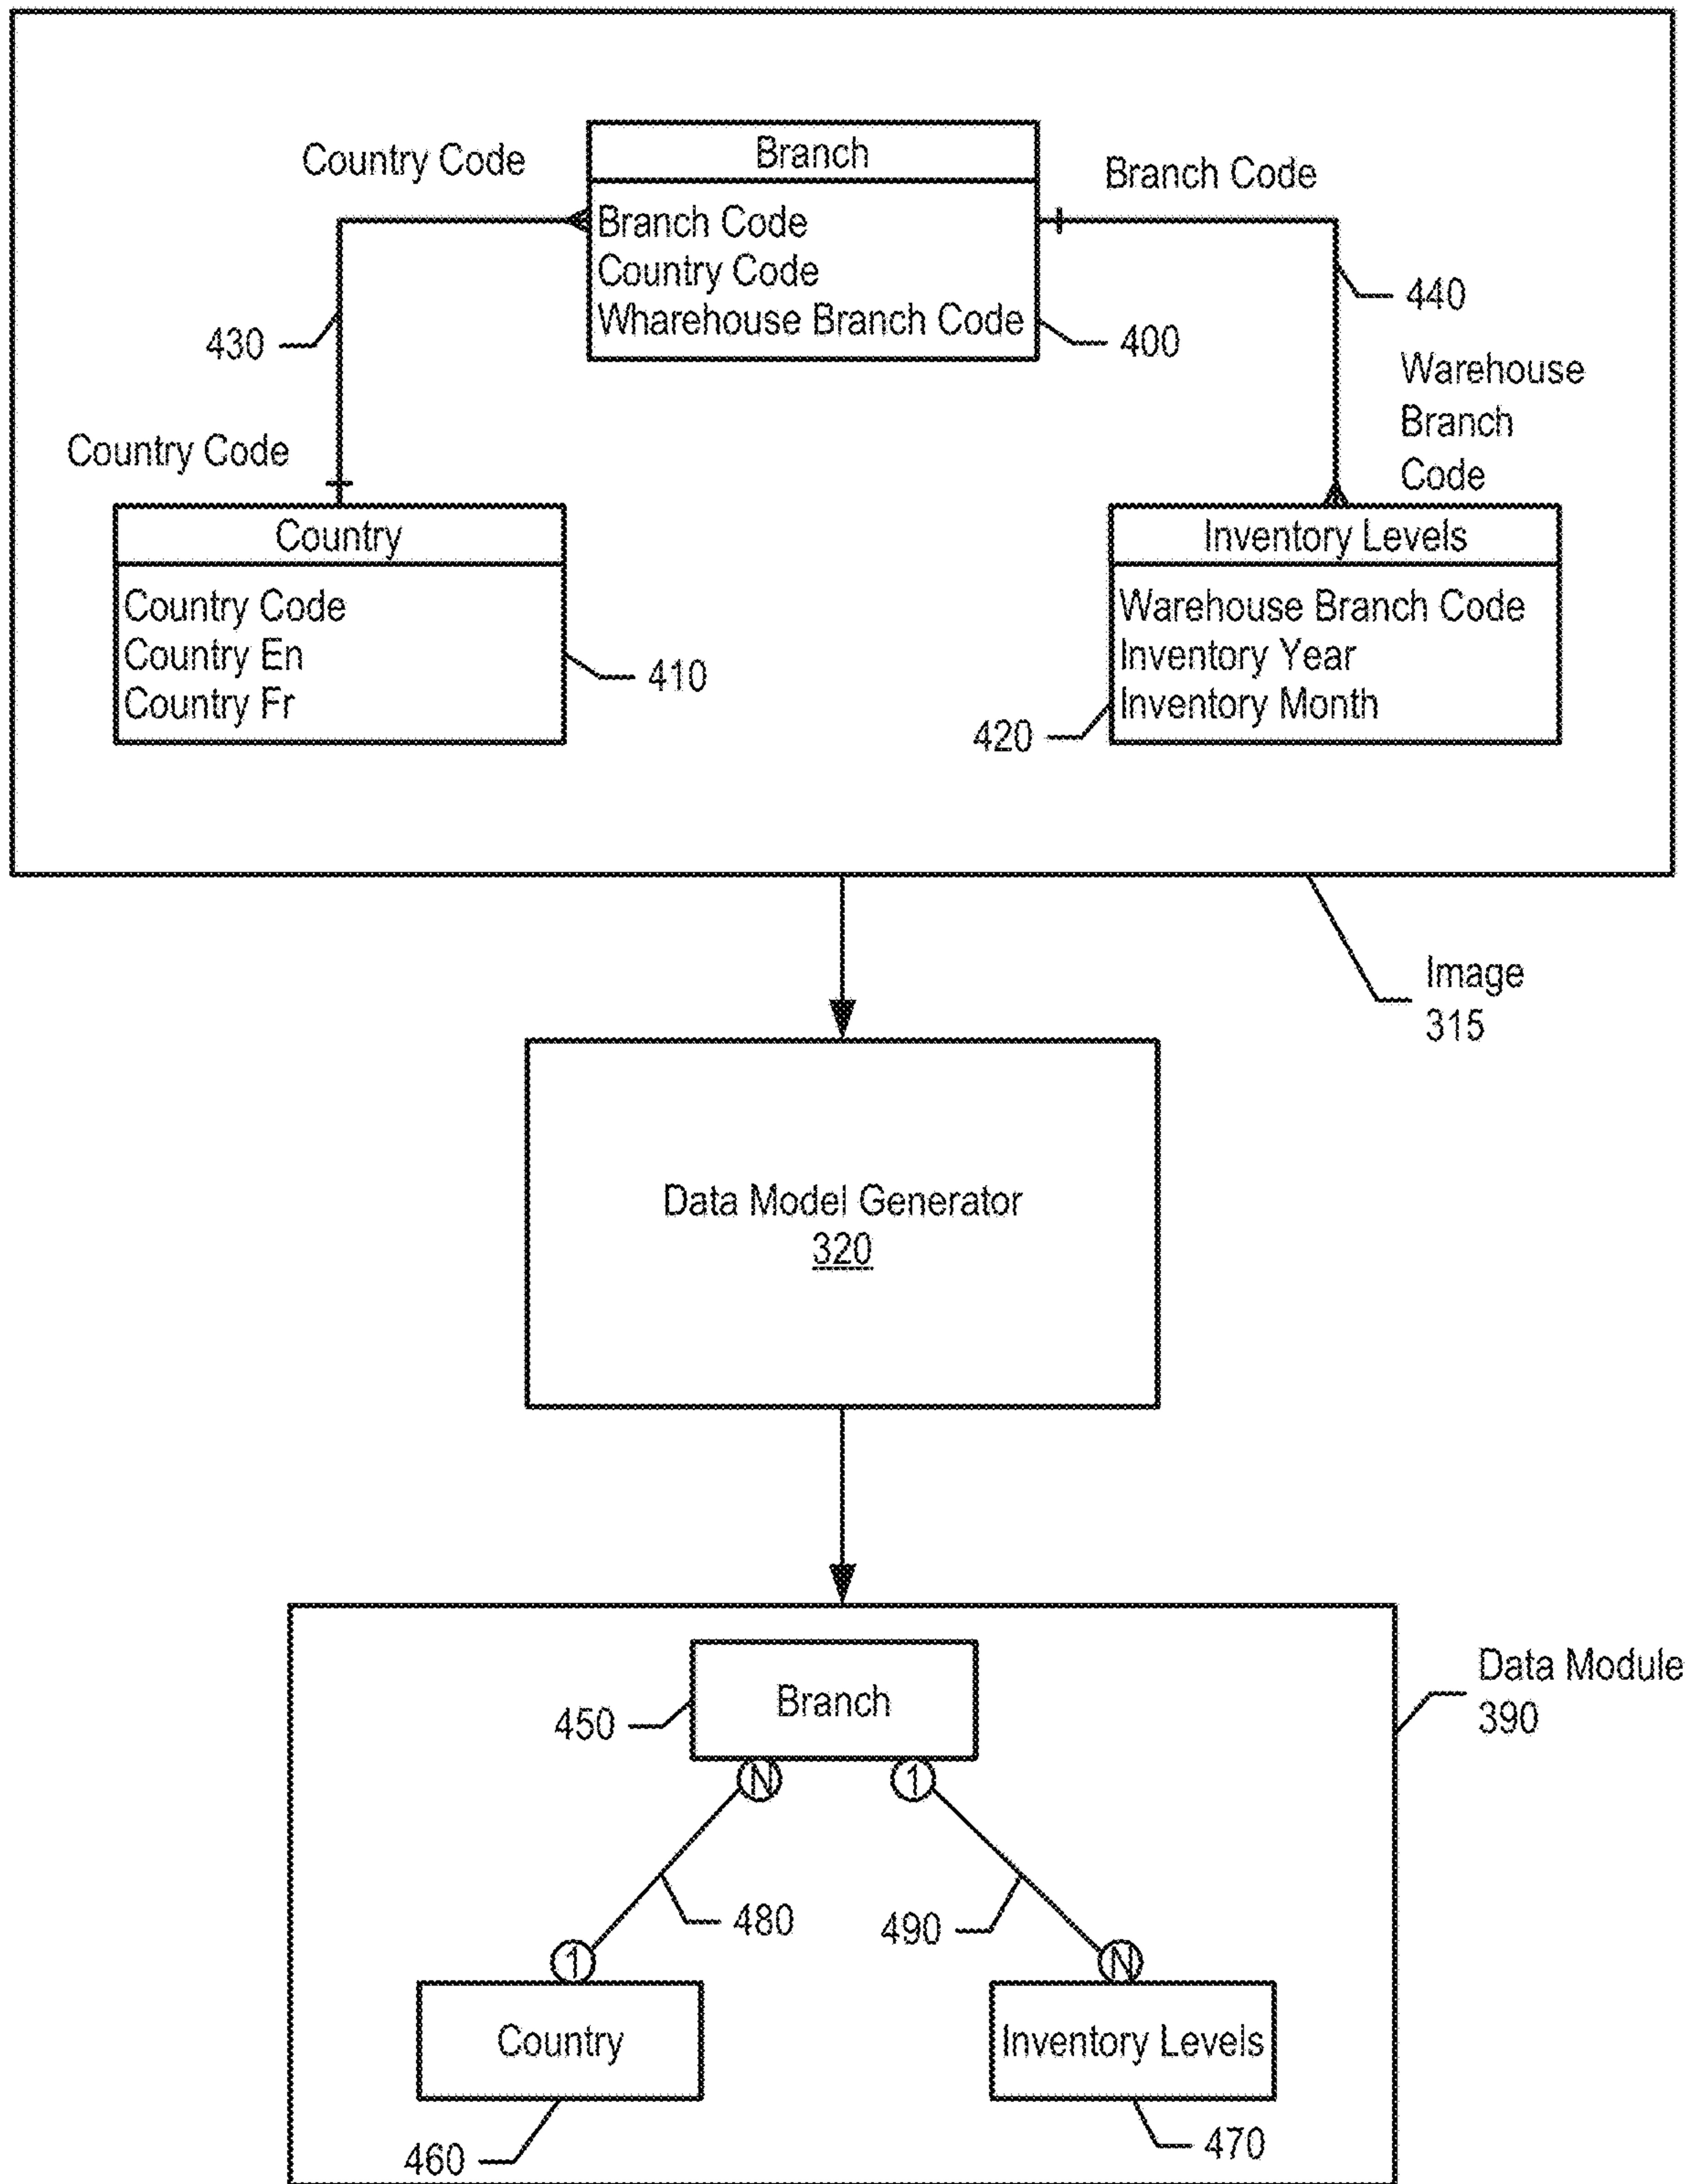 Country Code
Branch
Branch Code
Branch Code
Country Code
Wharehouse Branch Code
430
400
440
Warehouse
Branch
Code
Country Code
Country
Country Code
Country En
Country Fr
410
Inventory Levels
Warehouse Branch Code
Inventory Year
Inventory Month
420
Image
315
Data Model Generator
320
Data Module
390
Branch
450
N
1
480
490
1
N
Country
Inventory Levels
460
470